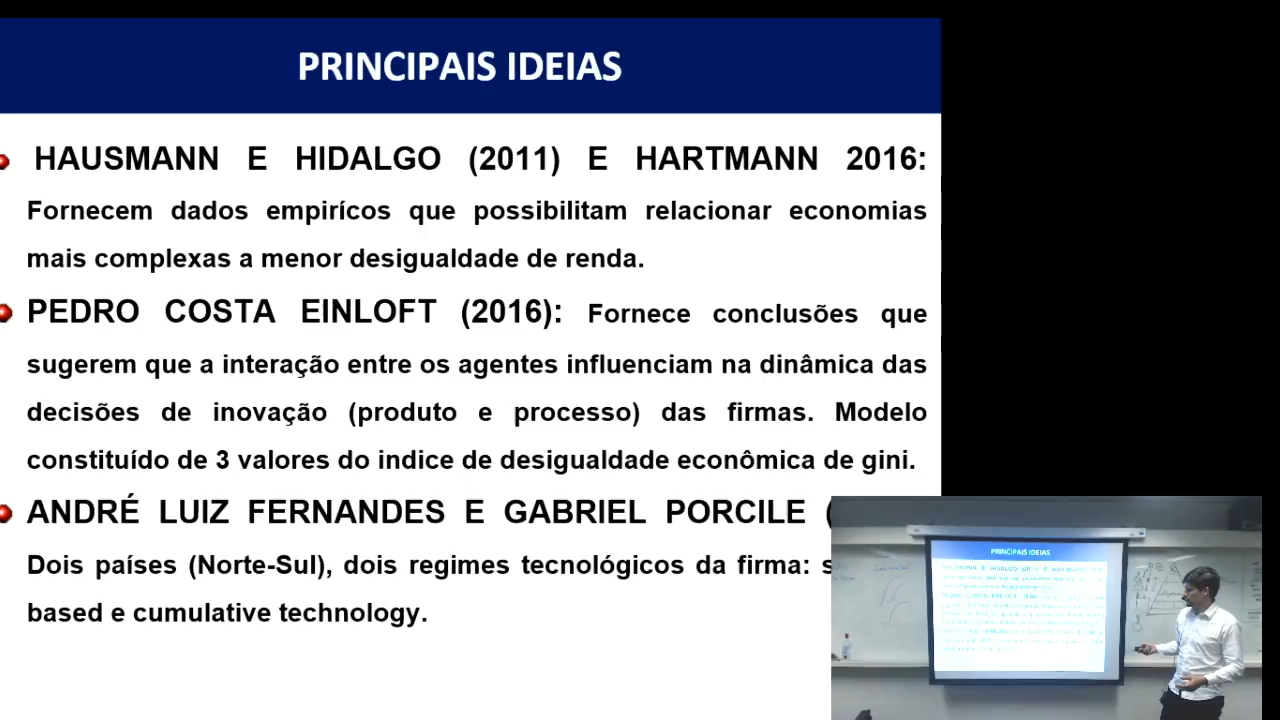 PRINCIPAIS IDEIAS
HAUSMANN E HIDALGO (2011) E HARTMANN 2016:
Fornecem dados empirícos que possibilitam relacionar economias
mais complexas a menor desigualdade de renda.
PEDRO COSTA EINLOFT (2016): Fornece conclusões que
sugerem que a interação entre os agentes influenciam na dinâmica das
decisões de inovação (produto e processo) das firmas. Modelo
constituído de 3 valores do indice de desigualdade econômica de gini.
ANDRÉ LUIZ FERNANDES E GABRIEL PORCILE (
Dois países (Norte-Sul), dois regimes tecnológicos da firma:
based e cumulative technology.
PRINCIPAIS IDEIAS